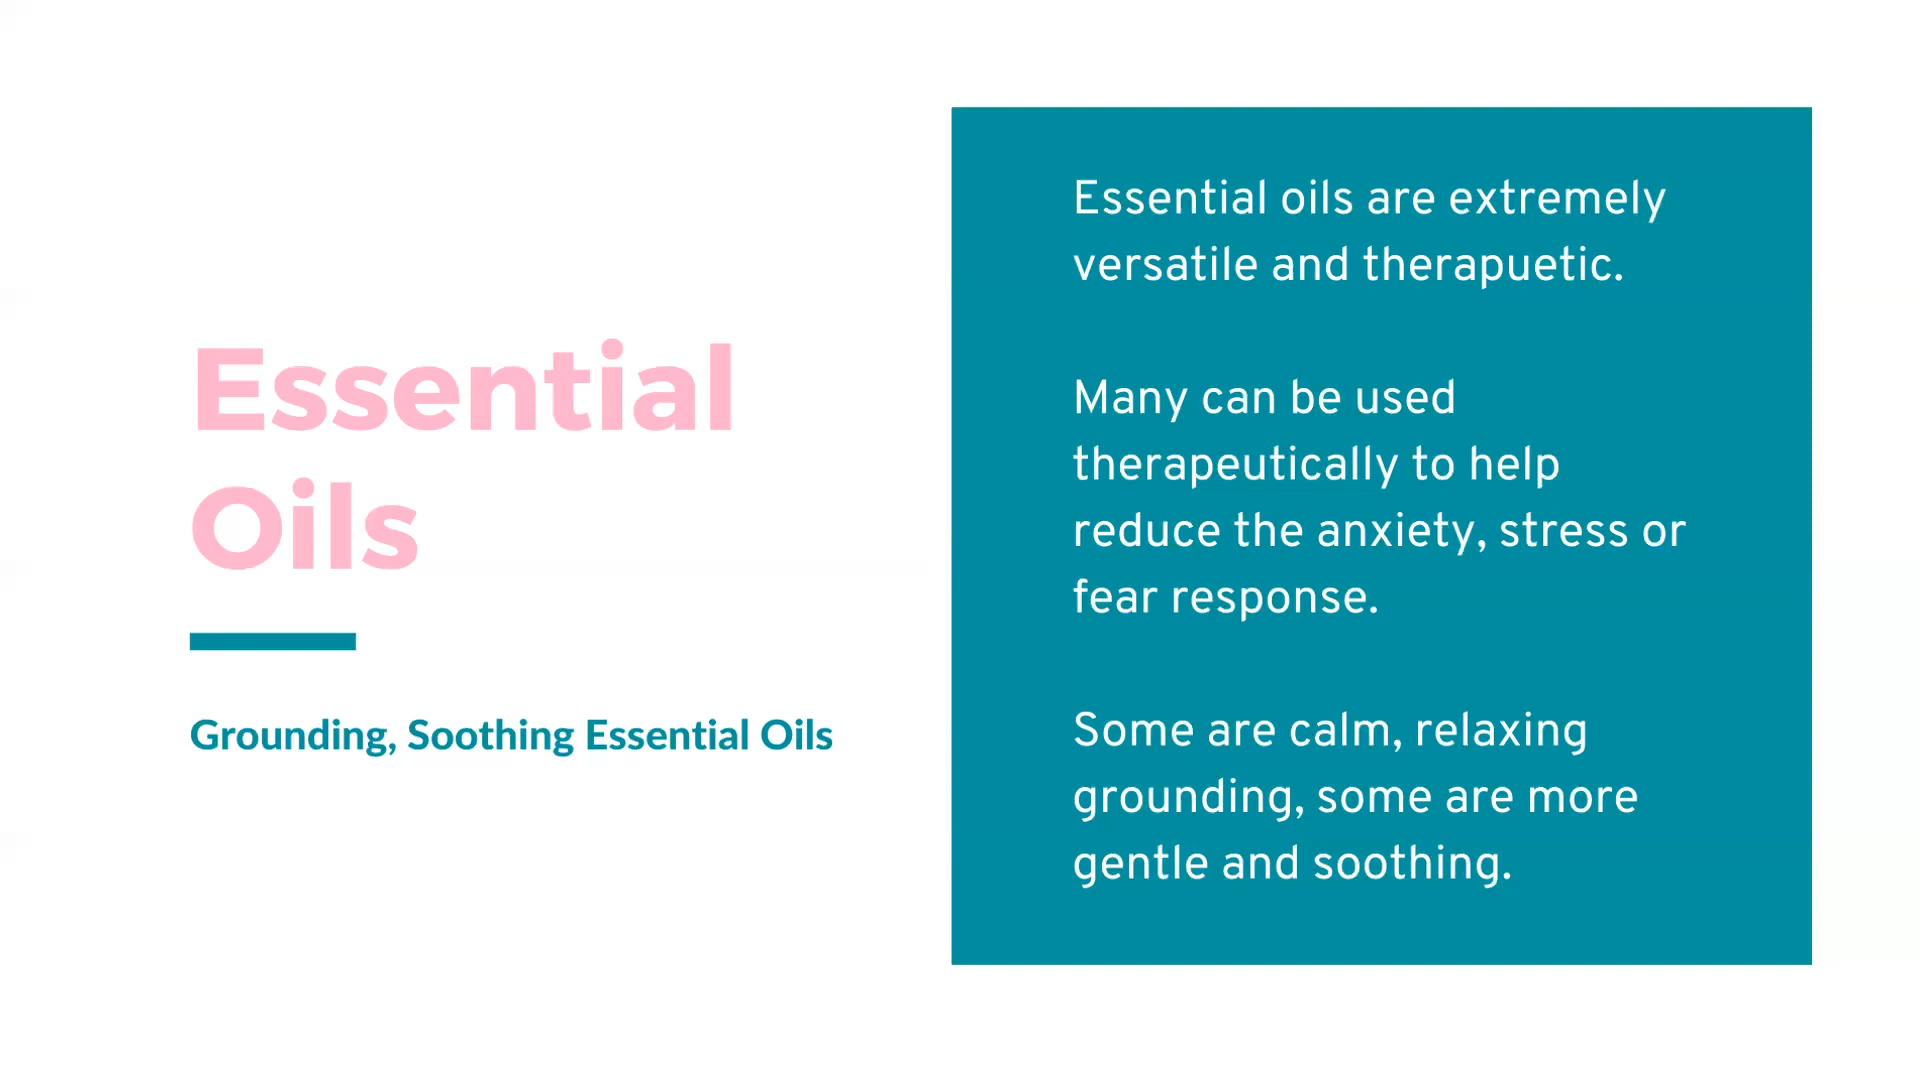 Essential
Oils
Grounding, Soothing Essential Oils
Essential oils are extremely
versatile and therapuetic.
Many can be used
therapeutically to help
reduce the anxiety, stress or
fear response.
Some are calm, relaxing
grounding, some are more
gentle and soothing.